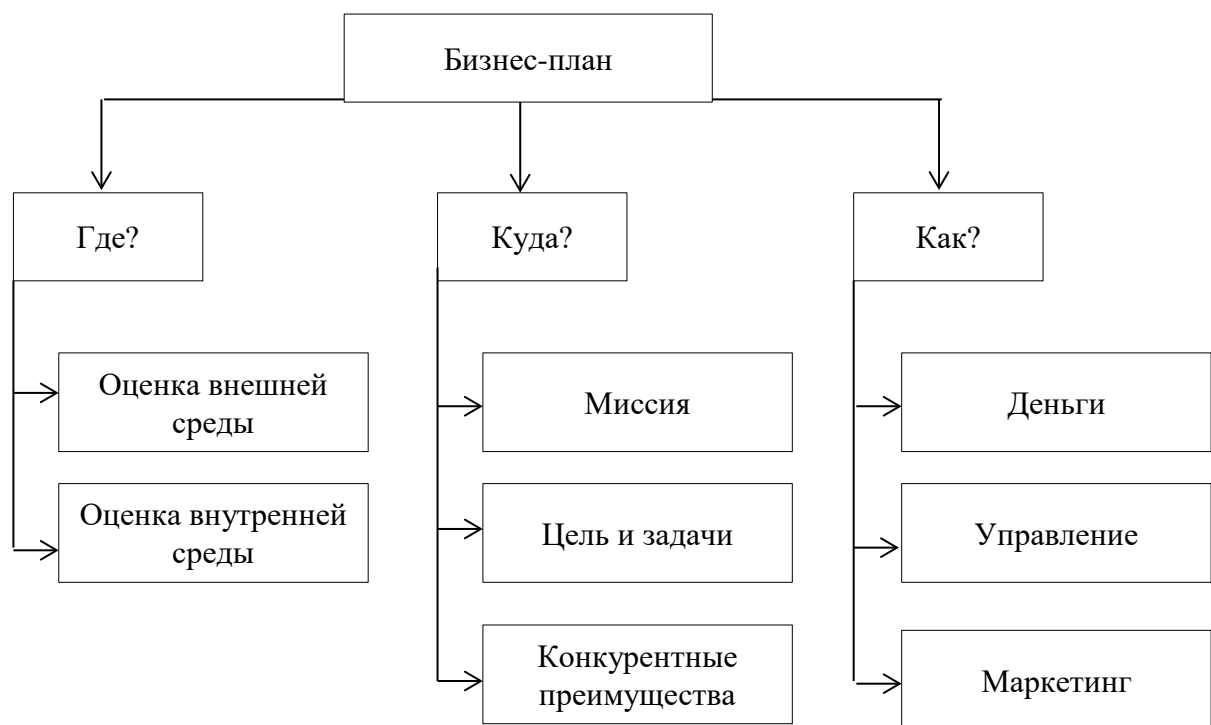 Бизнес-план
Где?
Куда?
Как?
Оценка внешней
среды
Миссия
Деньги
Оценка внутренней
среды
Цель и задачи
Управление
Конкурентные
преимущества
Маркетинг